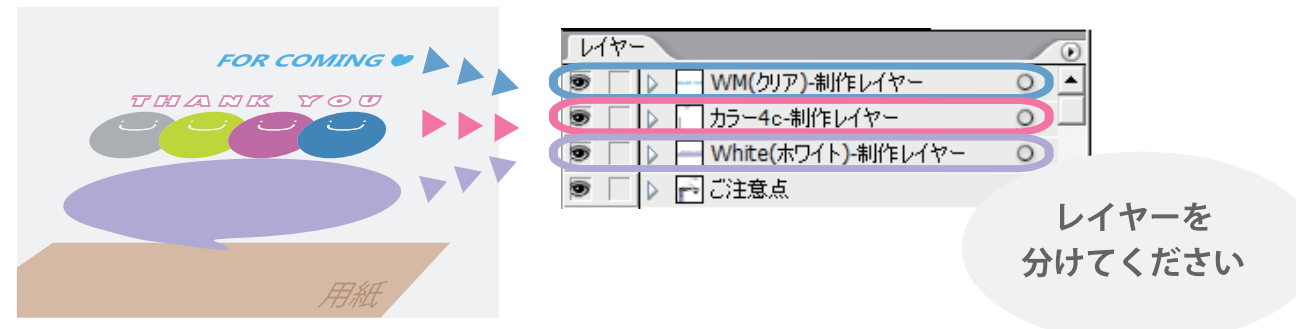 FOR COMING
THANK YOU
用紙
レイヤー
WM(クリア)-制作レイヤー
カラー4c-制作レイヤー
White(ホワイト)-制作レイヤー
ご注意点
レイヤーを
分けてください